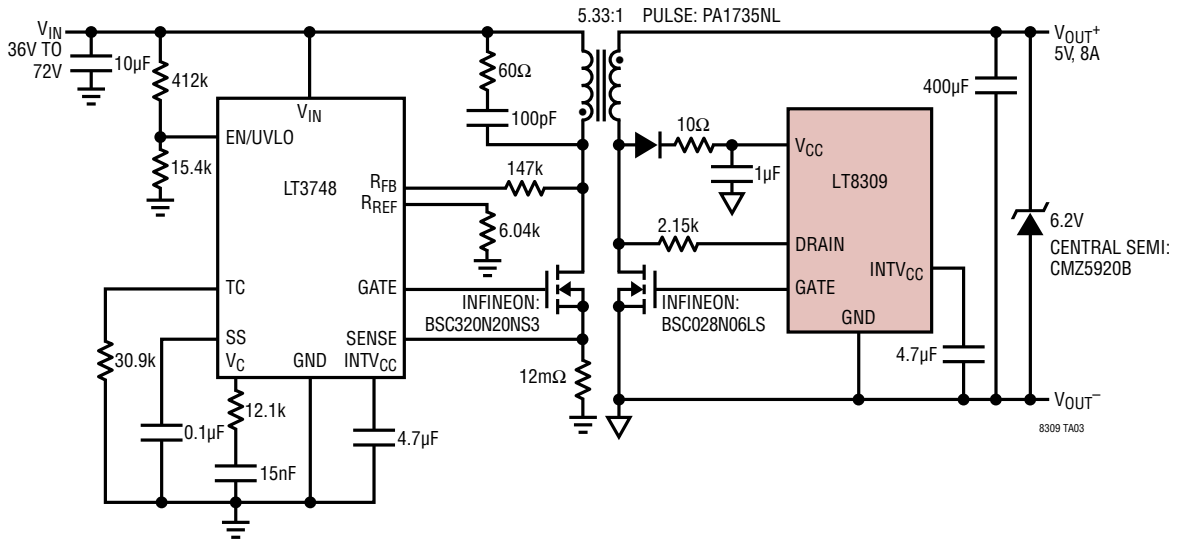 5.33:1 PULSE: PA1735NL
VIN
36V TO
72V
10µF
412k
15.4k
VIN
EN/UVLO
LT3748
RFB
RREF
TC
GATE
SS
SENSE
VC
GND
INTVCC
60Ω
100pF
147k
6.04k
INFINEON:
BSC320N20NS3
12mΩ
30.9k
0.1µF
12.1k
15nF
4.7µF
10Ω
1µF
2.15k
INFINEON:
BSC028N06LS
VCC
LT8309
DRAIN
INTVCC
GATE
GND
4.7µF
400µF
VOUT+
5V, 8A
6.2V
CENTRAL SEMI:
CMZ5920B
VOUT–
8309 TA03